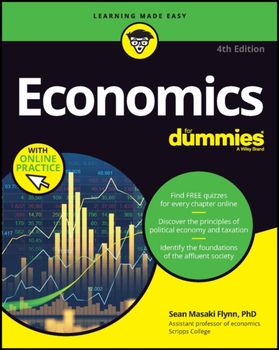 LEARNING MADE EASY
4th Edition
Economics
for
dummies
A Wiley Brand
WITH
ONLINE
PRACTICE
Find FREE quizzes
for every chapter online
Discover the principles of
political economy and taxation
Identify the foundations
of the affluent society
Sean Masaki Flynn, PhD
Assistant professor of economics
Scripps College